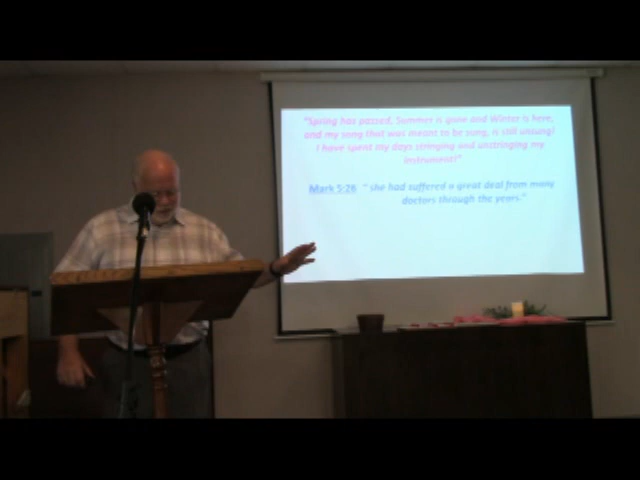 "Spring has passed, Summer is gone and Winter is here,
and my song that was meant to be sung, is still unsung!
I have spent my days stringing and unstringing my
instrument!"
Mark 5:26 " she had suffered a great deal from many
doctors through the years."